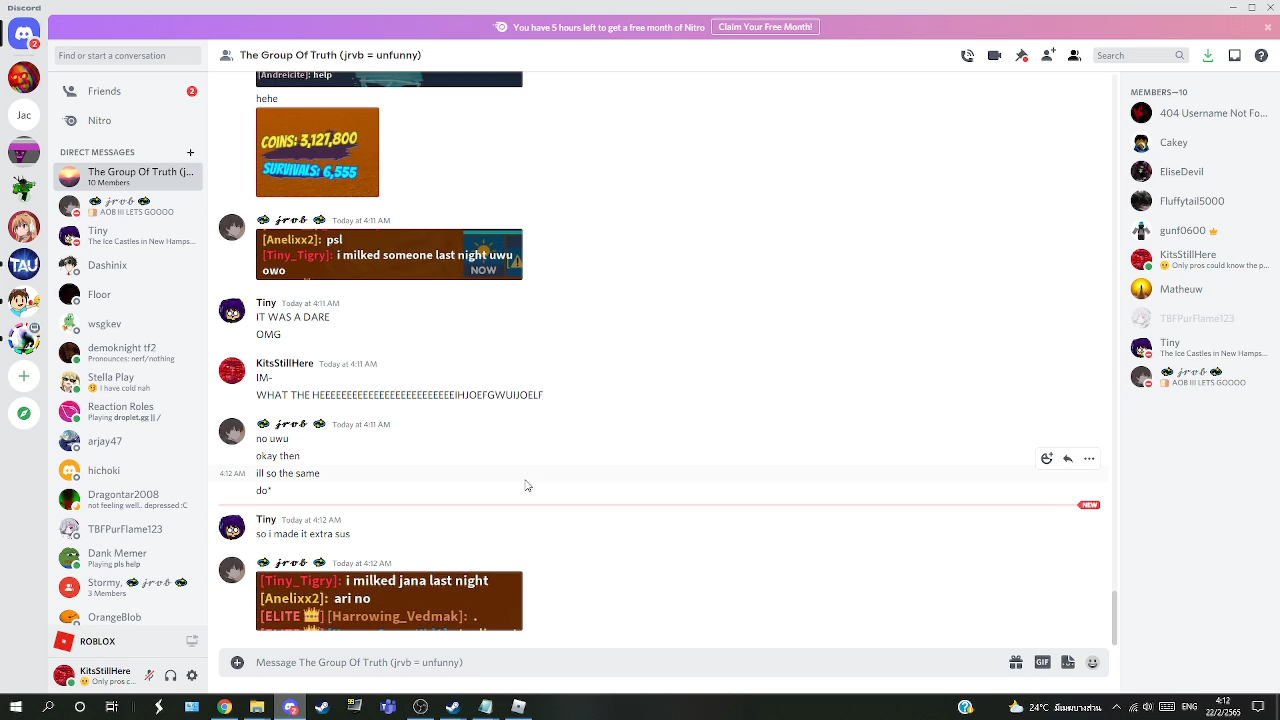 Discord
You have 5 hours left to get a free month of Nitro
Claim Your Free Month!
2
Find or start a conversation
The Group Of Truth (jrvb = unfunny)
Search
Friends
2
Jac
Nitro
DIRECT MESSAGES
The Group Of Truth (j...
10 Members
jrvb
AOB III LETS GOOOO
Tiny
The Ice Castles in New Hamps...
TAU
Dashinix
Floor
wsgkev
demoknight tf2
Pronouns: nerf/nothing
Stella Play
I have cold nah
Reaction Roles
Playing droplet.gg || /
arjay47
hichoki
Dragontar2008
not feeling well.. depressed :C
TBFPurFlame123
Dank Memer
Playing pls help
Stormy, jrvb
3 Members
OrangeBlob
ROBLOX
KitsStillHere
Only pros c...
[Andreicite]: help
hehe
COINS: 3,127,800
SURVIVALS: 6,555
jrvb Today at 4:11 AM
[Anelixx2]: psl
[Tiny_Tigry]: i milked someone last night uwu
owo
NOW
Tiny Today at 4:11 AM
IT WAS A DARE
OMG
KitsStillHere Today at 4:11 AM
IM-
WHAT THE HEEEEEEEEEEEEEEEEEEEEEEEEEIHJOEFGWUIJOELF
jrvb Today at 4:11 AM
no uwu
okay then
4:12 AM ill so the same
do*
NEW
Tiny Today at 4:12 AM
so i made it extra sus
jrvb Today at 4:12 AM
[Tiny_Tigry]: i milked jana last night
[Anelixx2]: ari no
[ELITE 👑] [Harrowing_Vedmak]: .
Message The Group Of Truth (jrvb = unfunny)
GIF
MEMBERS—10
404 Username Not Fo...
Cakey
EliseDevil
Fluffytail5000
gunf0600
KitsStillHere
Only pros could know the p...
Matheuw
TBFPurFlame123
Tiny
The Ice Castles in New Hamps...
jrvb
AOB III LETS GOOOO
4:12
22/2/2565